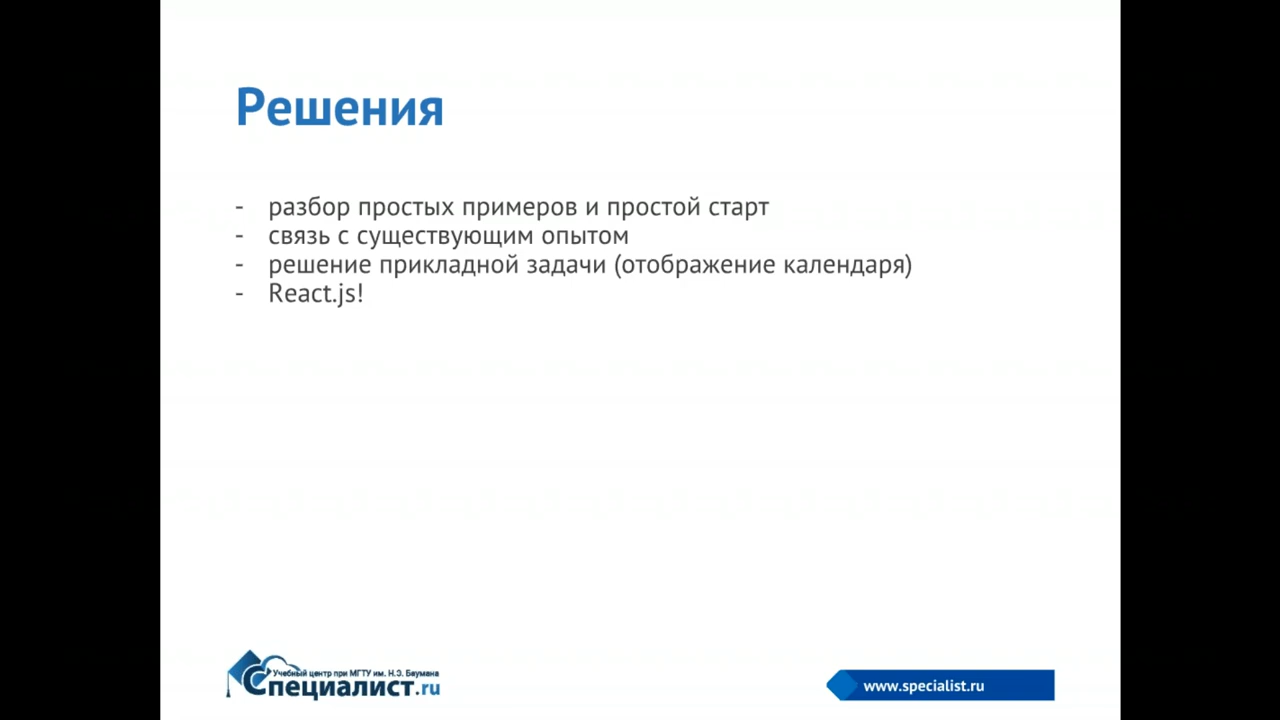 Решения
- разбор простых примеров и простой старт
- связь с существующим опытом
- решение прикладной задачи (отображение календаря)
- React.js!
Учебный центр при МГТУ им. Н.Э. Баумана
Специалист.ru
www.specialist.ru